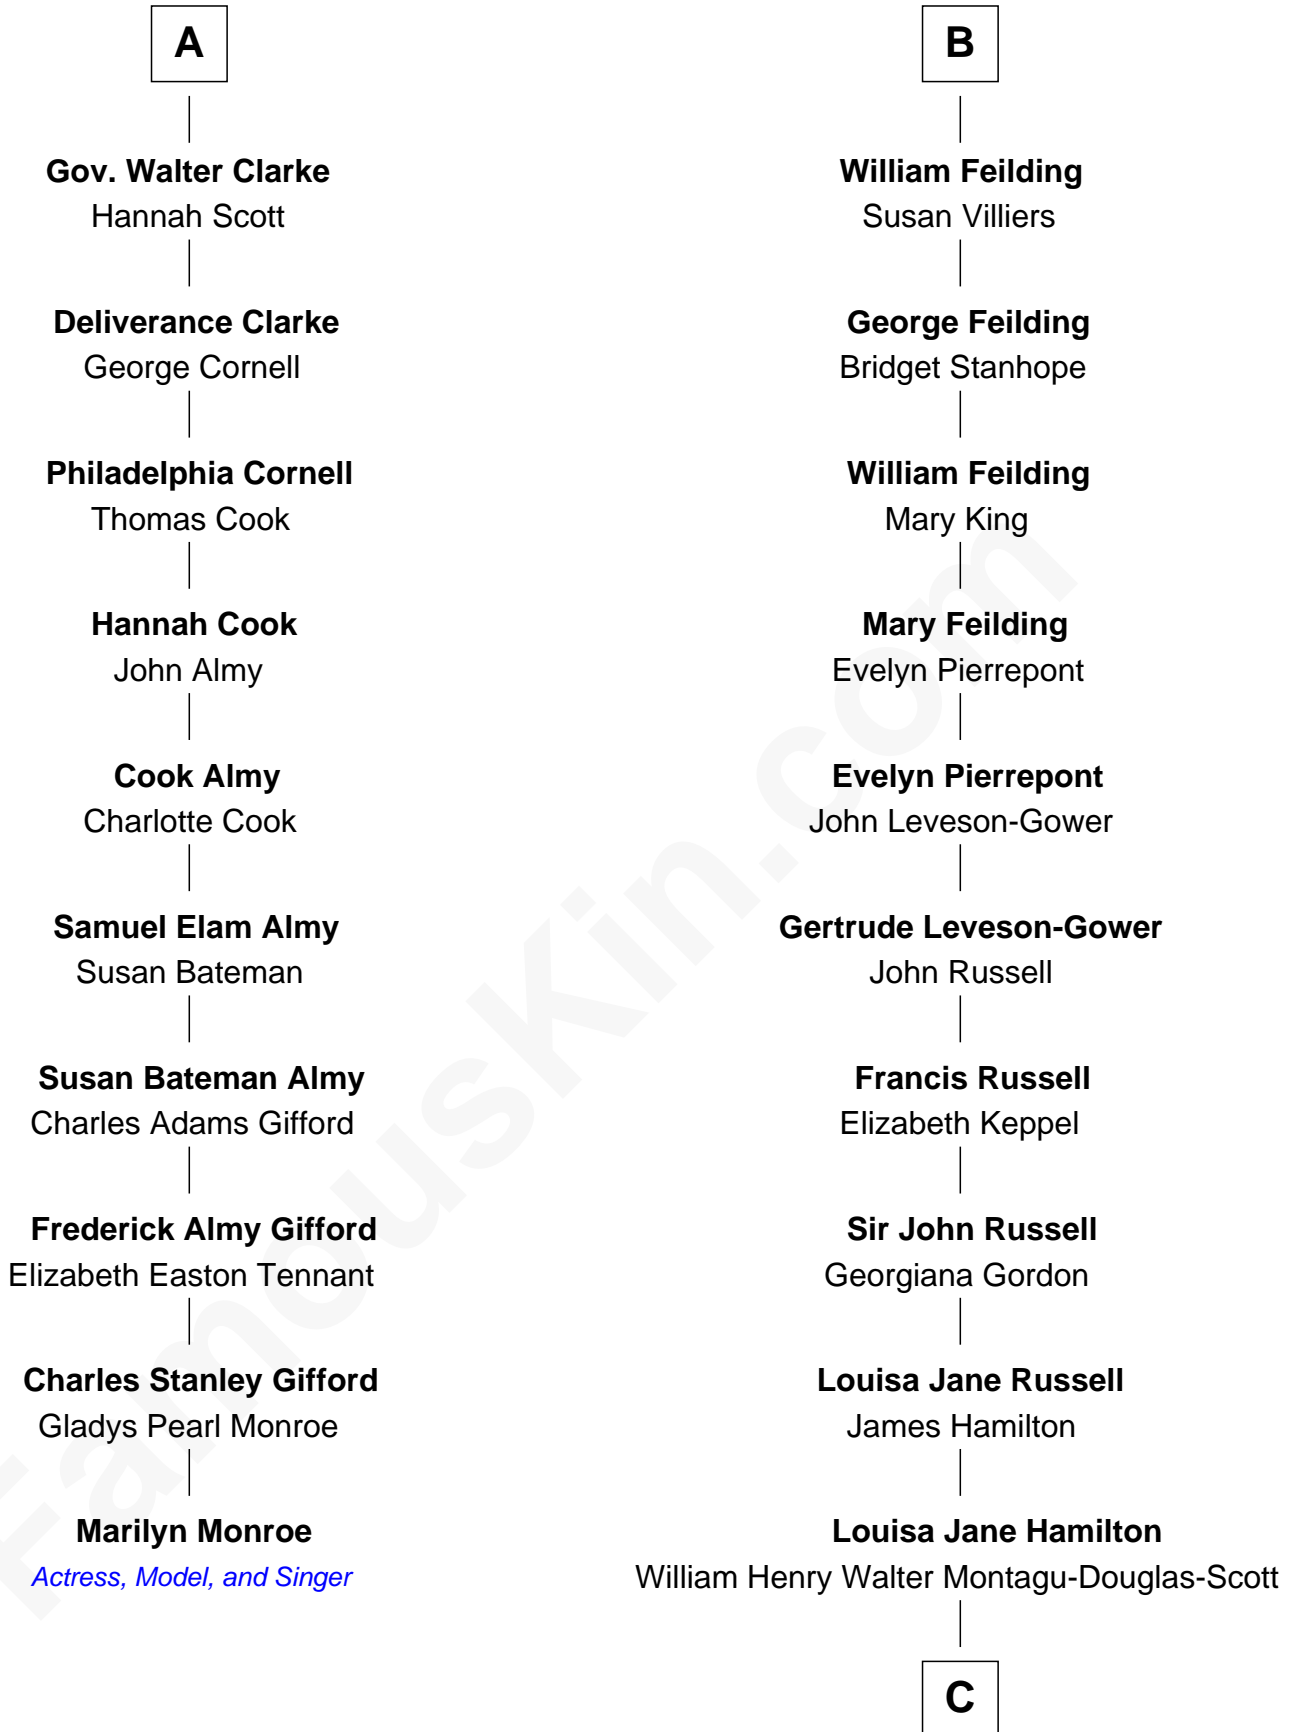 A
Gov. Walter Clarke
Hannah Scott
Deliverance Clarke
George Cornell
Philadelphia Cornell
Thomas Cook
Hannah Cook
John Almy
Cook Almy
Charlotte Cook
Samuel Elam Almy
Susan Bateman
Susan Bateman Almy
Charles Adams Gifford
Frederick Almy Gifford
Elizabeth Easton Tennant
Charles Stanley Gifford
Gladys Pearl Monroe
Marilyn Monroe
Actress, Model, and Singer
B
William Feilding
Susan Villiers
George Feilding
Bridget Stanhope
William Feilding
Mary King
Mary Feilding
Evelyn Pierrepont
Evelyn Pierrepont
John Leveson-Gower
Gertrude Leveson-Gower
John Russell
Francis Russell
Elizabeth Keppel
Sir John Russell
Georgiana Gordon
Louisa Jane Russell
James Hamilton
Louisa Jane Hamilton
William Henry Walter Montagu-Douglas-Scott
C
FamousKin.com